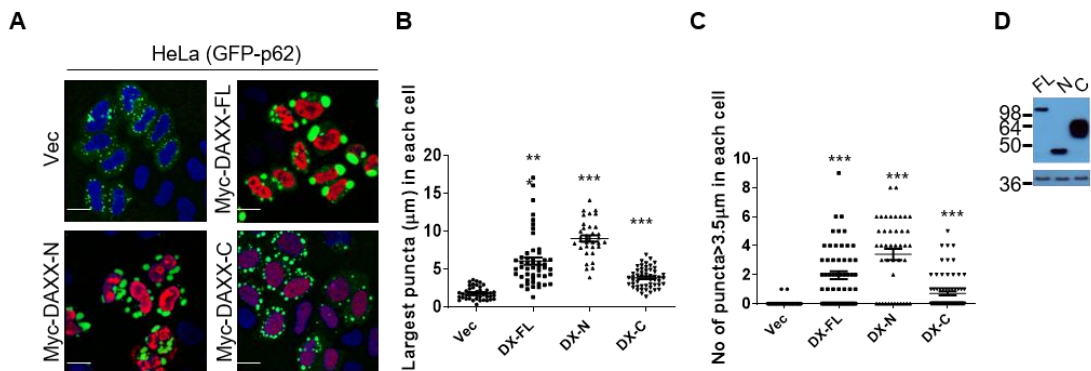 A
HeLa (GFP-p62)
Vec
Myc-DAXX-FL
Myc-DAXX-N
Myc-DAXX-C
B
Largest puncta (μm) in each cell
20
15
10
5
0
**
*
***
***
Vec
DX-FL
DX-N
DX-C
C
No of puncta>3.5μm in each cell
10
8
6
4
2
0
***
***
***
Vec
DX-FL
DX-N
DX-C
D
FL N C
98
64
50
36